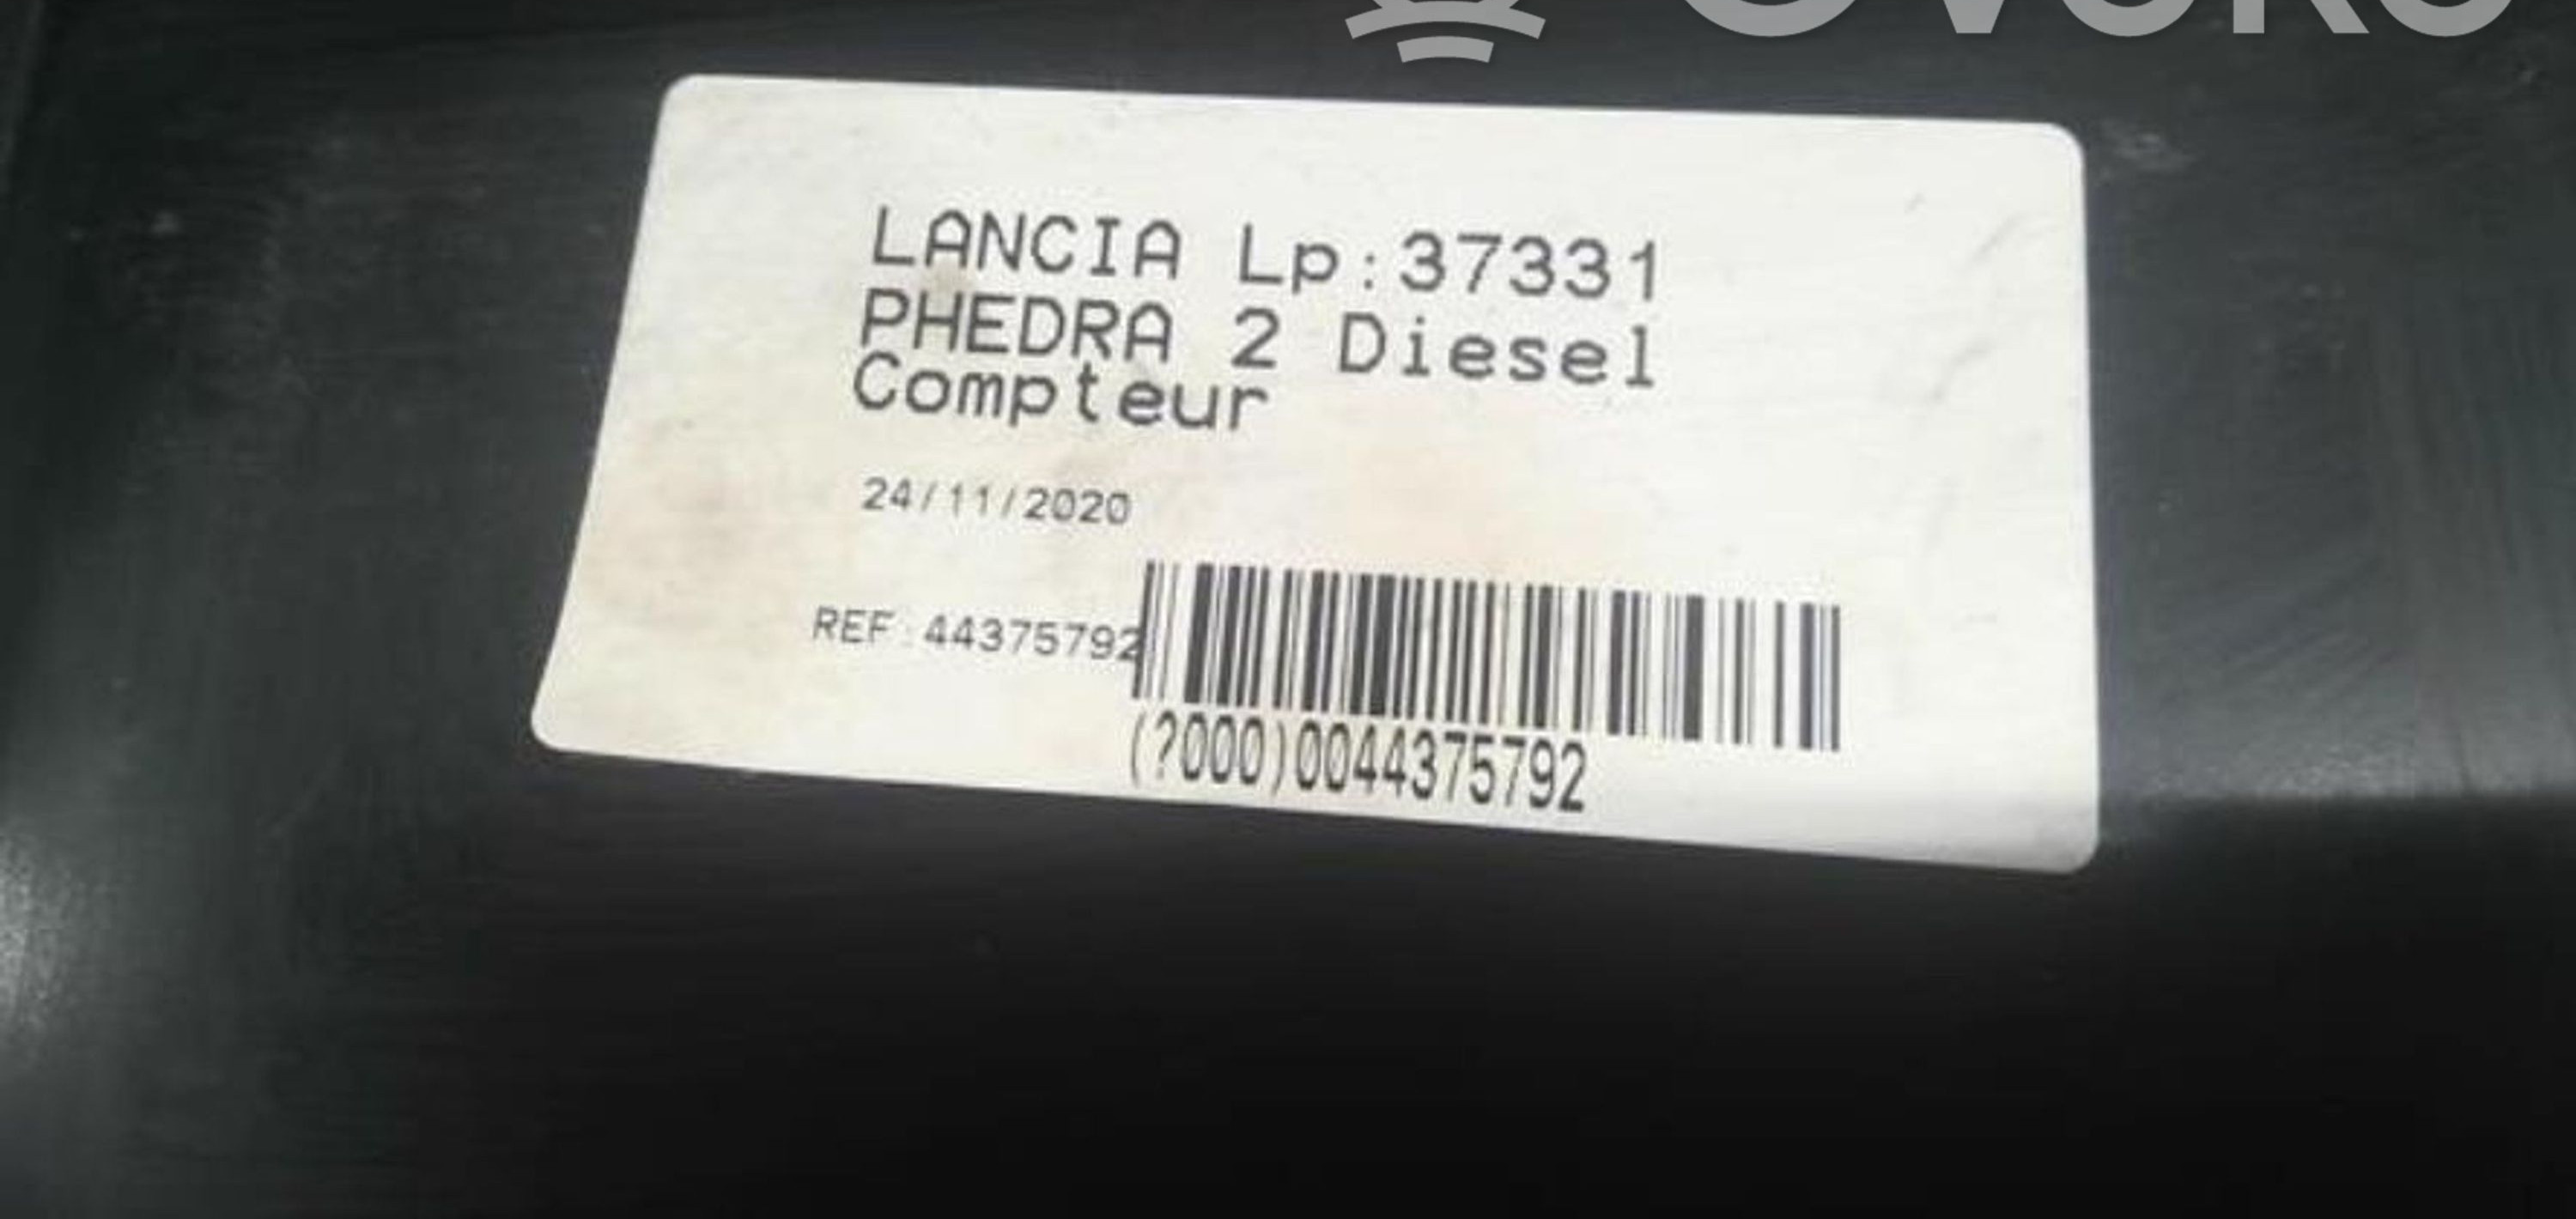 LANCIA Lp:37331
PHEDRA 2 Diesel
Compteur
24/11/2020
REF:44375792
(?000)0044375792